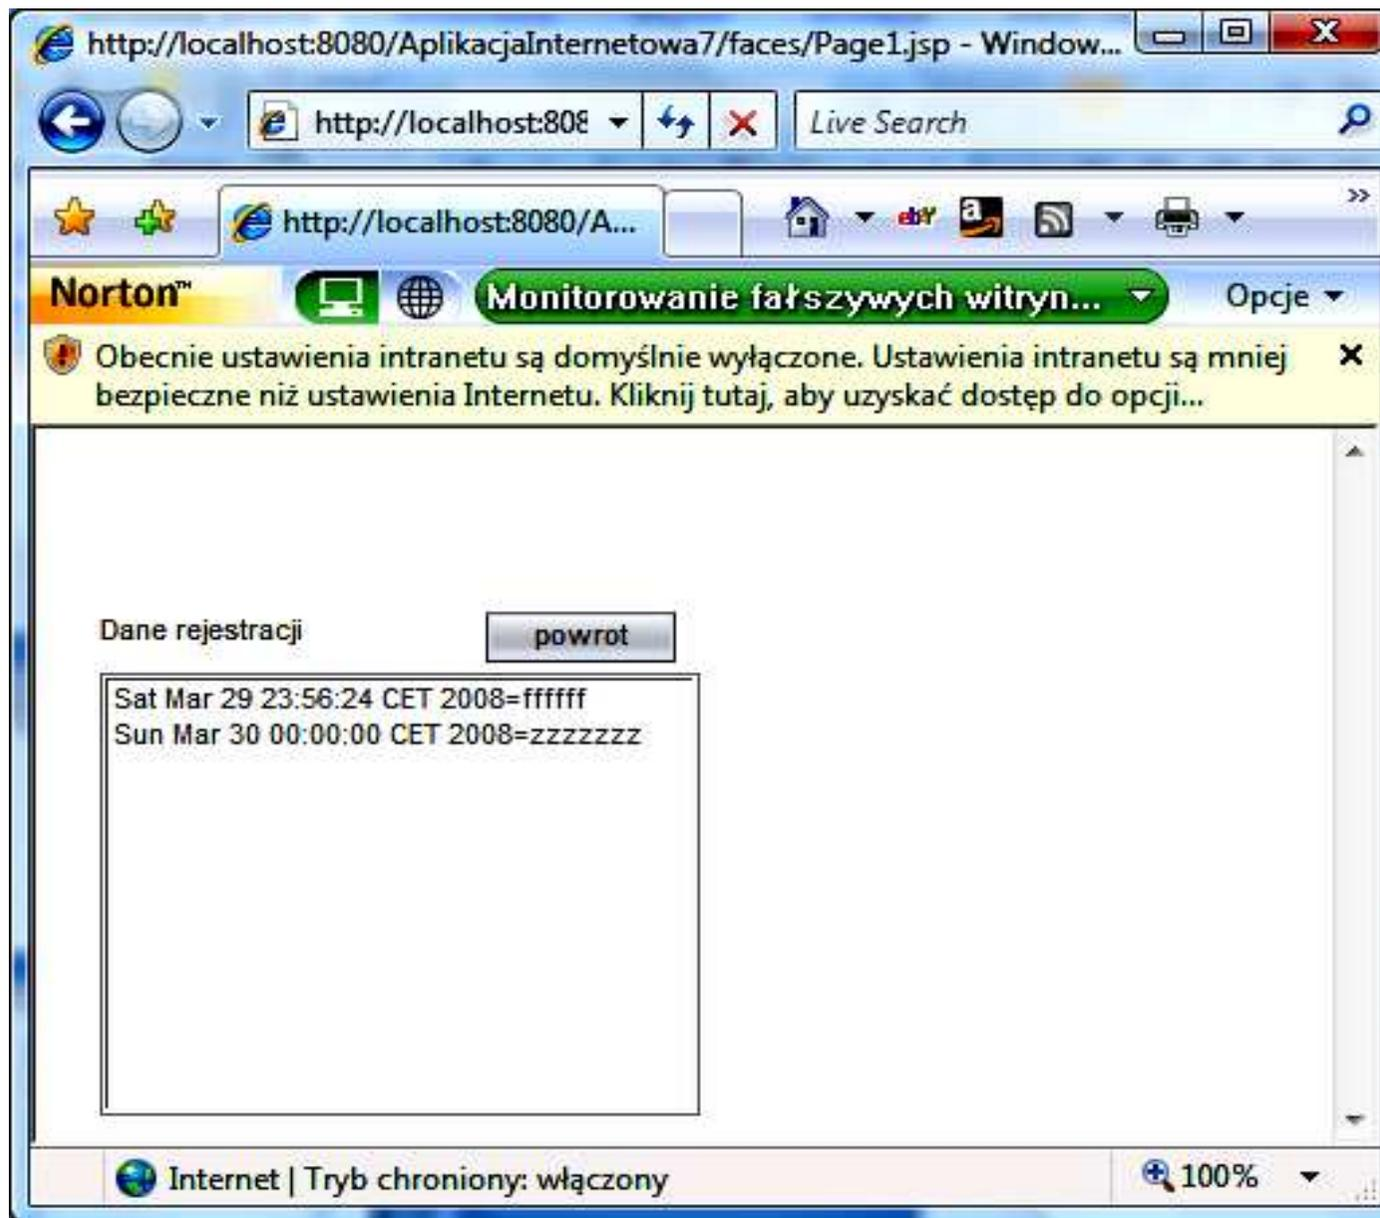 http://localhost:8080/AplikacjaInternetowa7/faces/Page1.jsp - Window...
http://localhost:808
Live Search
http://localhost:8080/A...
ebY
a
»
Norton™
Monitorowanie fałszywych witryn...
Opcje
Obecnie ustawienia intranetu są domyślnie wyłączone. Ustawienia intranetu są mniej
bezpieczne niż ustawienia Internetu. Kliknij tutaj, aby uzyskać dostęp do opcji...
Dane rejestracji
powrot
Sat Mar 29 23:56:24 CET 2008=ffffff
Sun Mar 30 00:00:00 CET 2008=zzzzzzz
Internet | Tryb chroniony: włączony
100%